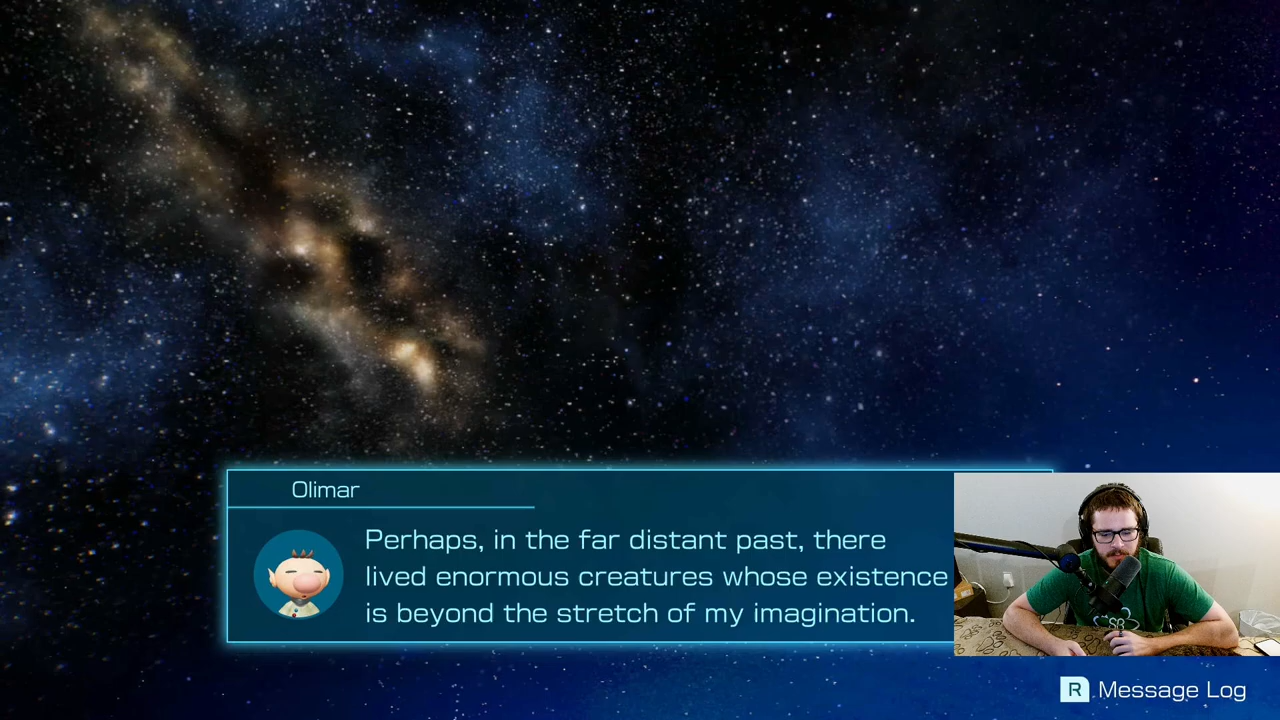 Olimar
Perhaps, in the far distant past, there
lived enormous creatures whose existence
is beyond the stretch of my imagination.
R Message Log